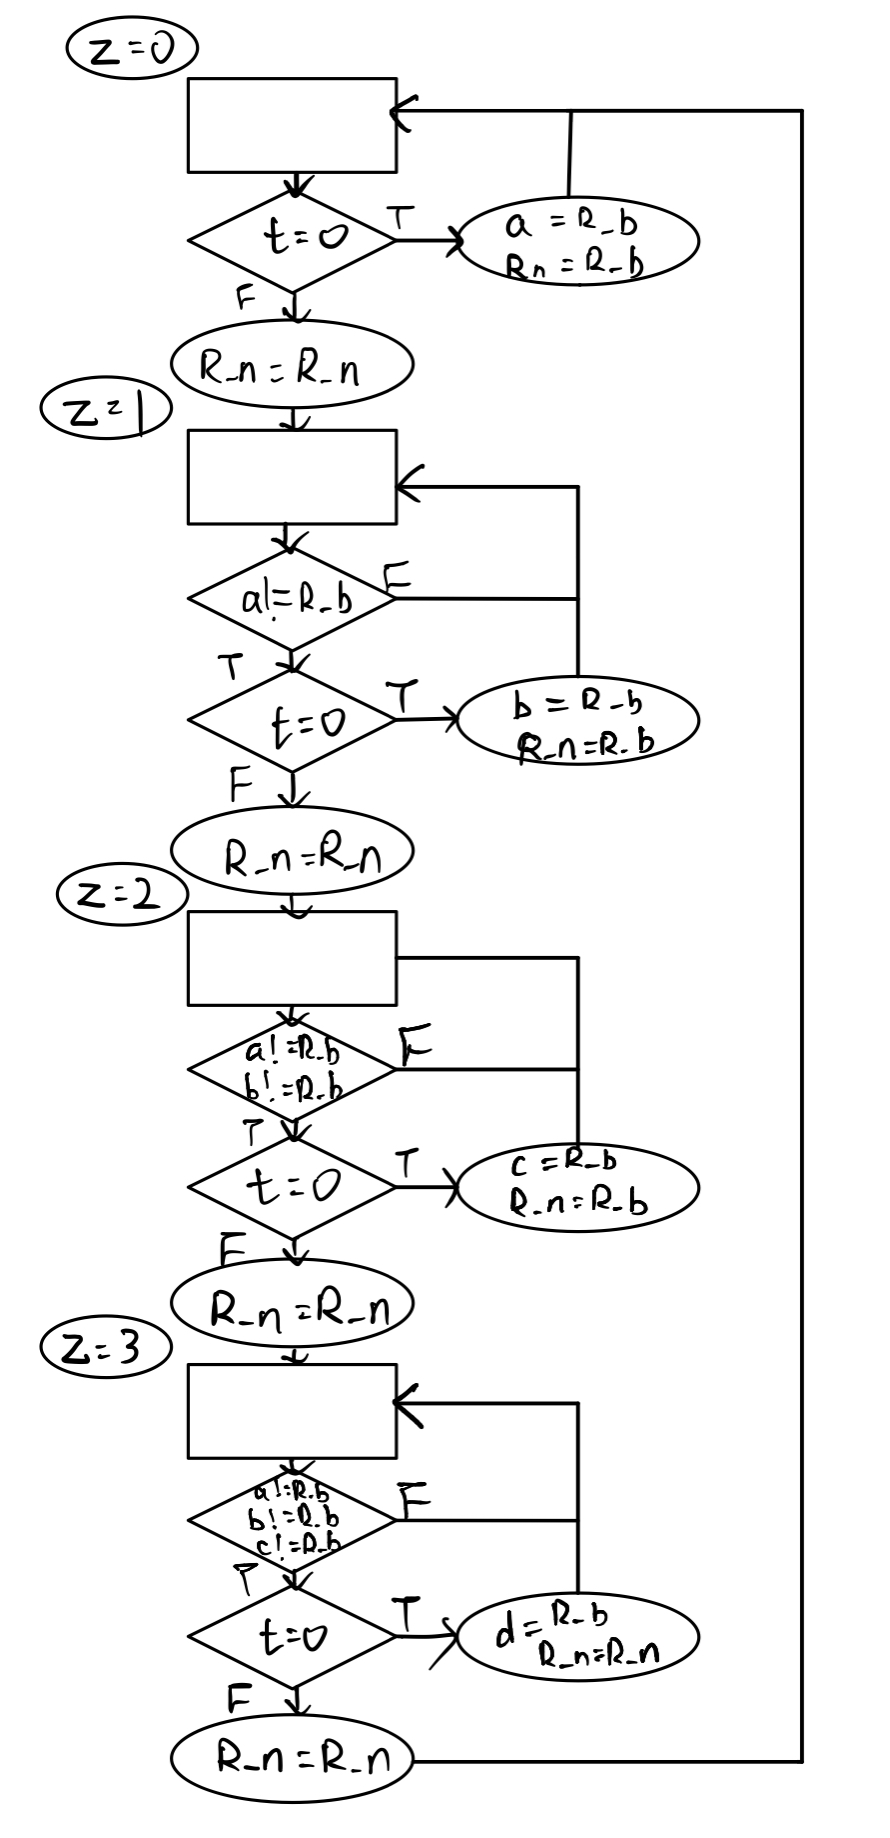 z=0
t=0
T
a=R_b
Rn=R_b
F
R_n=R_n
z=1
a!=R_b
F
T
t=0
T
b=R_b
R_n=R_b
F
R_n=R_n
z=2
a!=R_b
b!=R_b
F
T
t=0
T
c=R_b
R_n=R_b
F
R_n=R_n
z=3
a!=R_b
b!=R_b
c!=R_b
F
T
t=0
T
d=R_b
R_n=R_n
F
R_n=R_n